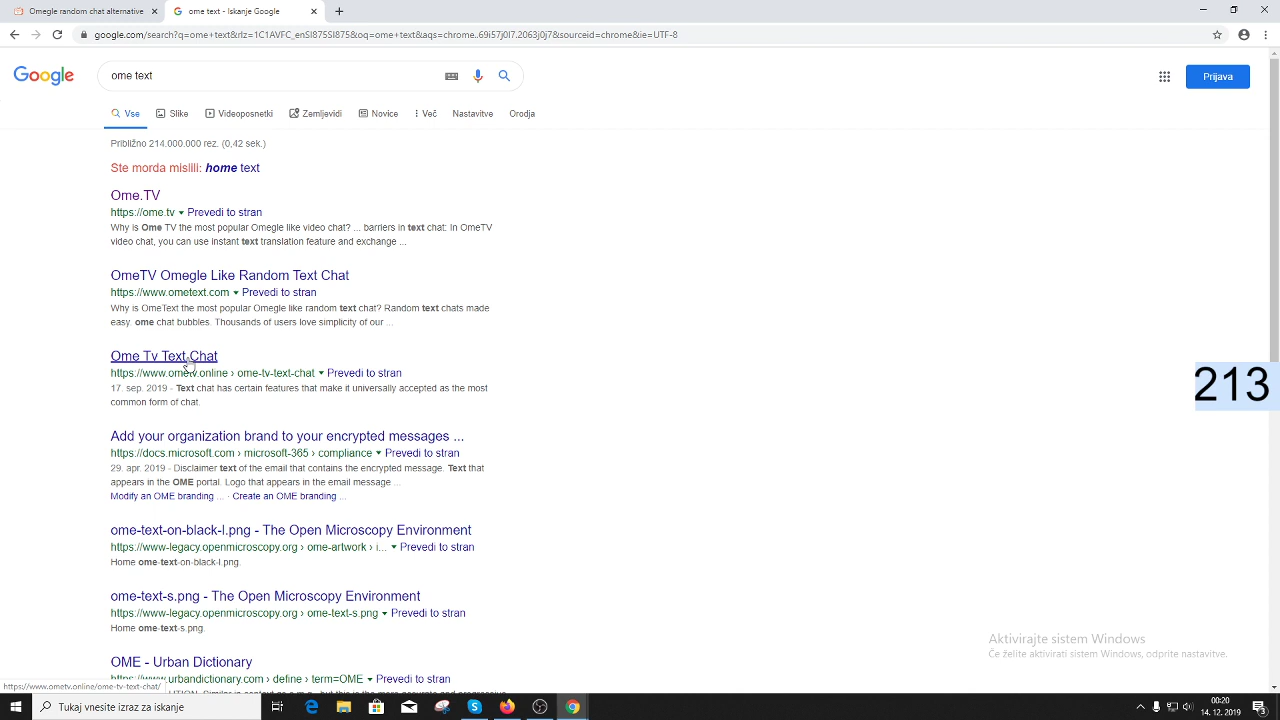 Omegle random chat alternative
ome text - Iskanje Google
google.com/search?q=ome+text&rlz=1C1AVFC_enSI875SI875&oq=ome+text&aqs=chrome..69i57j0l7.2063j0j7&sourceid=chrome&ie=UTF-8
Google
ome text
Prijava
Vse Slike Videoposnetki Zemljevidi Novice Več Nastavitve Orodja
Približno 214.000.000 rez. (0,42 sek.)
Ste morda mislili: home text
Ome.TV
https://ome.tv Prevedi to stran
Why is Ome TV the most popular Omegle like video chat? ... barriers in text chat: In OmeTV
video chat, you can use instant text translation feature and exchange ...
OmeTV Omegle Like Random Text Chat
https://www.ometext.com Prevedi to stran
Why is OmeText the most popular Omegle like random text chat? Random text chats made
easy. ome chat bubbles. Thousands of users love simplicity of our ...
Ome Tv Text Chat
https://www.ometv.online › ome-tv-text-chat Prevedi to stran
17. sep. 2019 - Text chat has certain features that make it universally accepted as the most
common form of chat.
213
Add your organization brand to your encrypted messages ...
https://docs.microsoft.com › microsoft-365 › compliance Prevedi to stran
29. apr. 2019 - Disclaimer text of the email that contains the encrypted message. Text that
appears in the OME portal. Logo that appears in the email message ...
Modify an OME branding ... · Create an OME branding ...
ome-text-on-black-l.png - The Open Microscopy Environment
https://www-legacy.openmicroscopy.org › ome-artwork › i... Prevedi to stran
Home ome-text-on-black-l.png.
ome-text-s.png - The Open Microscopy Environment
https://www-legacy.openmicroscopy.org › ome-text-s.png Prevedi to stran
Home ome-text-s.png.
Aktivirajte sistem Windows
Če želite aktivirati sistem Windows, odprite nastavitve.
OME - Urban Dictionary
https://www.urbandictionary.com › define › term=OME Prevedi to stran
https://www.ometv.online/ome-tv-text-chat/
Tukaj vnesite izraz za iskanje
00:20
14. 12. 2019